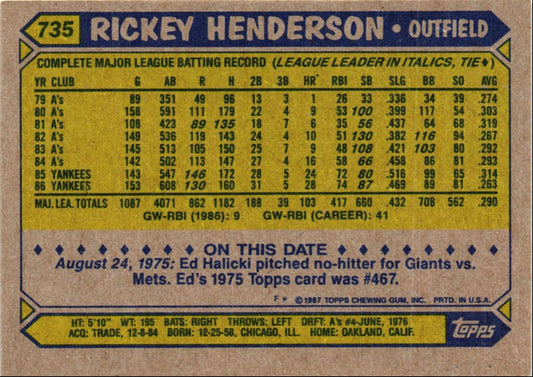 735 RICKEY HENDERSON • OUTFIELD
COMPLETE MAJOR LEAGUE BATTING RECORD (LEAGUE LEADER IN ITALICS, TIE♦)
YR CLUB G AB R H 2B 3B HR RBI SB SLG BB SO AVG
79 A's 89 351 49 96 13 3 1 26 33 .336 34 39 .274
80 A's 158 591 111 179 22 4 9 53 100 .399 117 54 .303
81 A's 108 423 89 135 18 7 6 35 56 .437 64 68 .319
82 A's 149 536 119 143 24 4 10 51 130 .382 116 94 .267
83 A's 145 513 105 150 25 7 9 48 108 .421 103 80 .292
84 A's 142 502 113 147 27 4 16 58 66 .458 86 81 .293
85 YANKEES 143 547 146 172 28 5 24 72 80 .516 99 65 .314
86 YANKEES 153 608 130 160 31 5 28 74 87 .469 89 81 .263
MAJ. LEA. TOTALS 1087 4071 862 1182 188 39 103 417 660 .432 708 562 .290
GW-RBI (1986): 9 GW-RBI (CAREER): 41
♦ ♦ ♦ ♦ ♦ ♦ ♦ ON THIS DATE ♦ ♦ ♦ ♦ ♦ ♦ ♦
August 24, 1975: Ed Halicki pitched no-hitter for Giants vs.
Mets. Ed's 1975 Topps card was #467.
F * © 1987 TOPPS CHEWING GUM, INC. PRTD. IN U.S.A.
HT: 5'10" WT: 195 BATS: RIGHT THROWS: LEFT DRFT: A's #4-JUNE, 1976
ACQ: TRADE, 12-8-84 BORN: 12-25-58, CHICAGO, ILL. HOME: OAKLAND, CALIF.
Topps